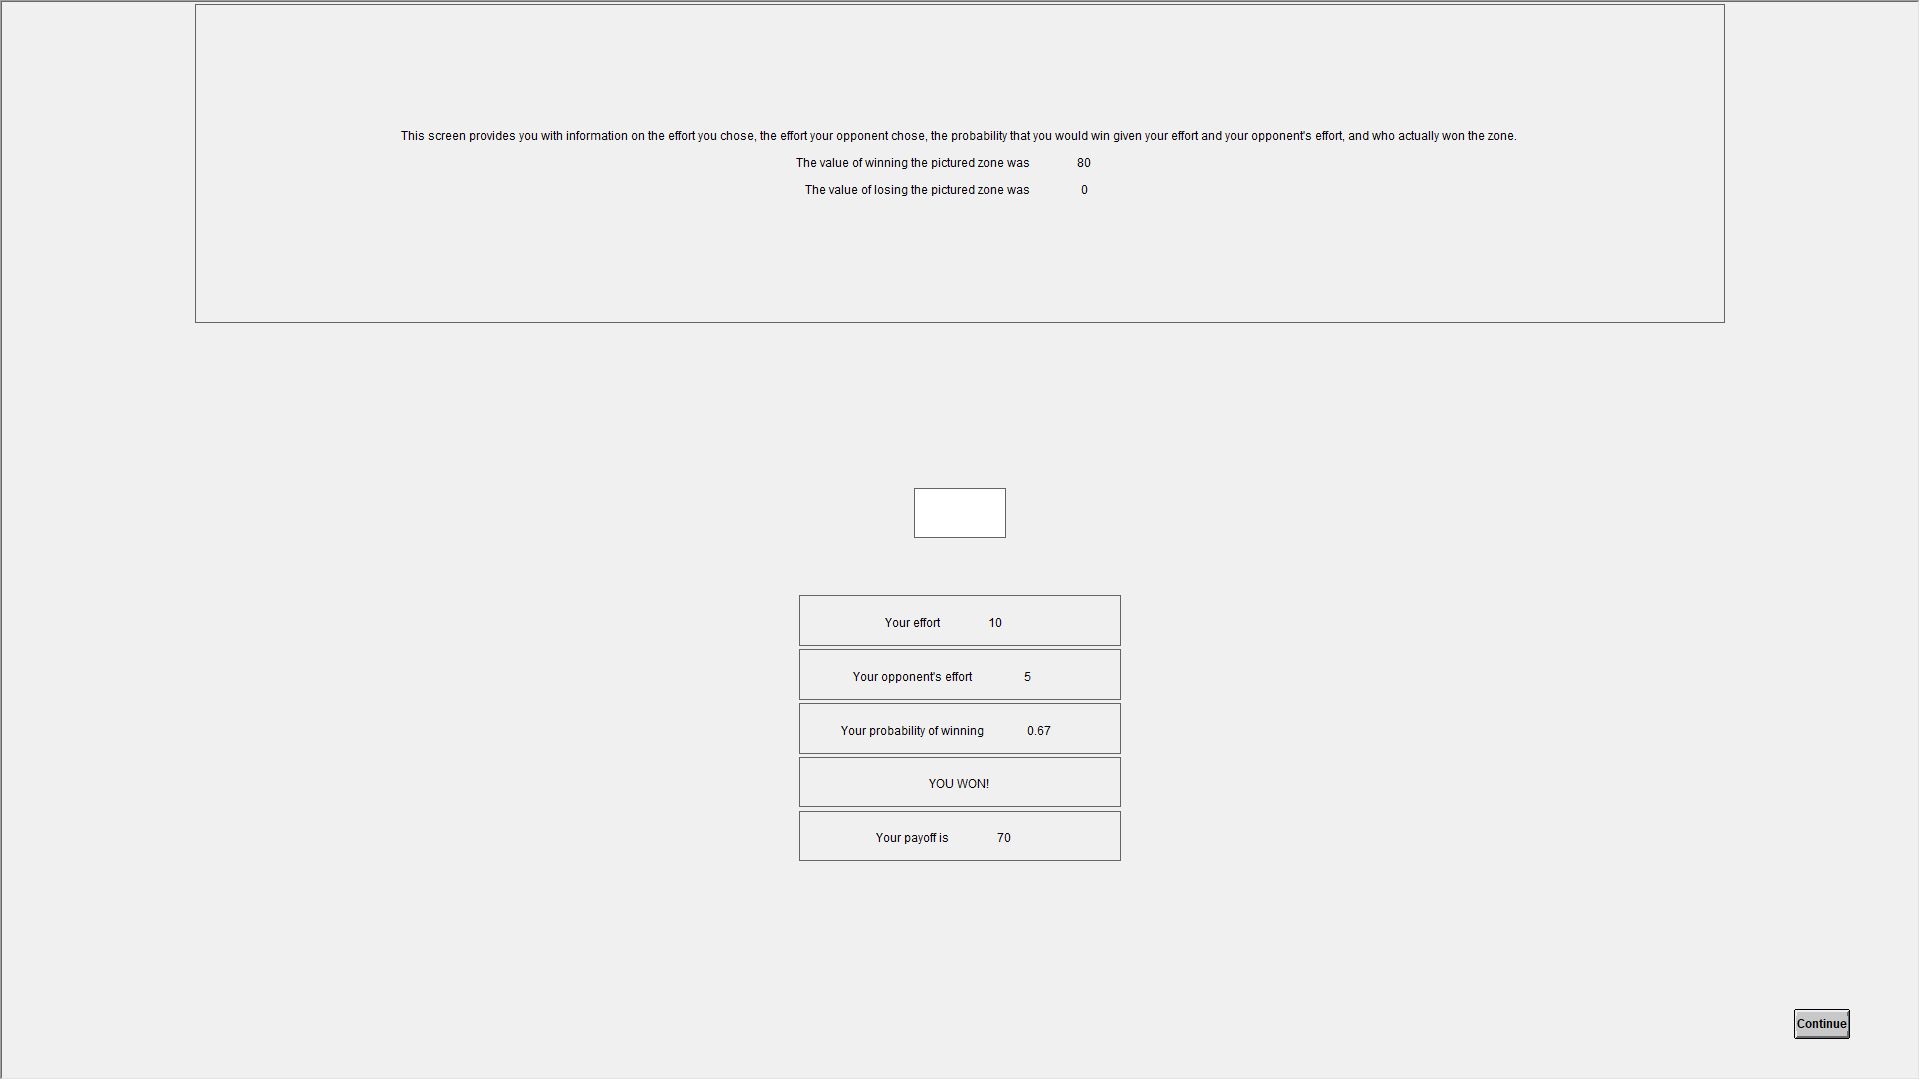 This screen provides you with information on the effort you chose, the effort your opponent chose, the probability that you would win given your effort and your opponent's effort, and who actually won the zone.
The value of winning the pictured zone was 80
The value of losing the pictured zone was 0
Your effort 10
Your opponent's effort 5
Your probability of winning 0.67
YOU WON!
Your payoff is 70
Continue